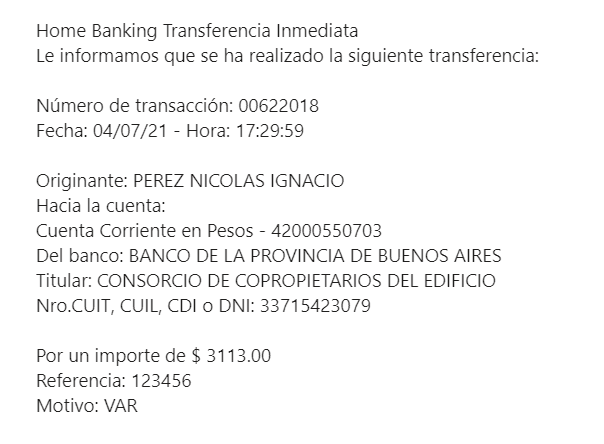 Home Banking Transferencia Inmediata
Le informamos que se ha realizado la siguiente transferencia:
Número de transacción: 00622018
Fecha: 04/07/21 - Hora: 17:29:59
Originante: PEREZ NICOLAS IGNACIO
Hacia la cuenta:
Cuenta Corriente en Pesos - 42000550703
Del banco: BANCO DE LA PROVINCIA DE BUENOS AIRES
Titular: CONSORCIO DE COPROPIETARIOS DEL EDIFICIO
Nro.CUIT, CUIL, CDI o DNI: 33715423079
Por un importe de $ 3113.00
Referencia: 123456
Motivo: VAR